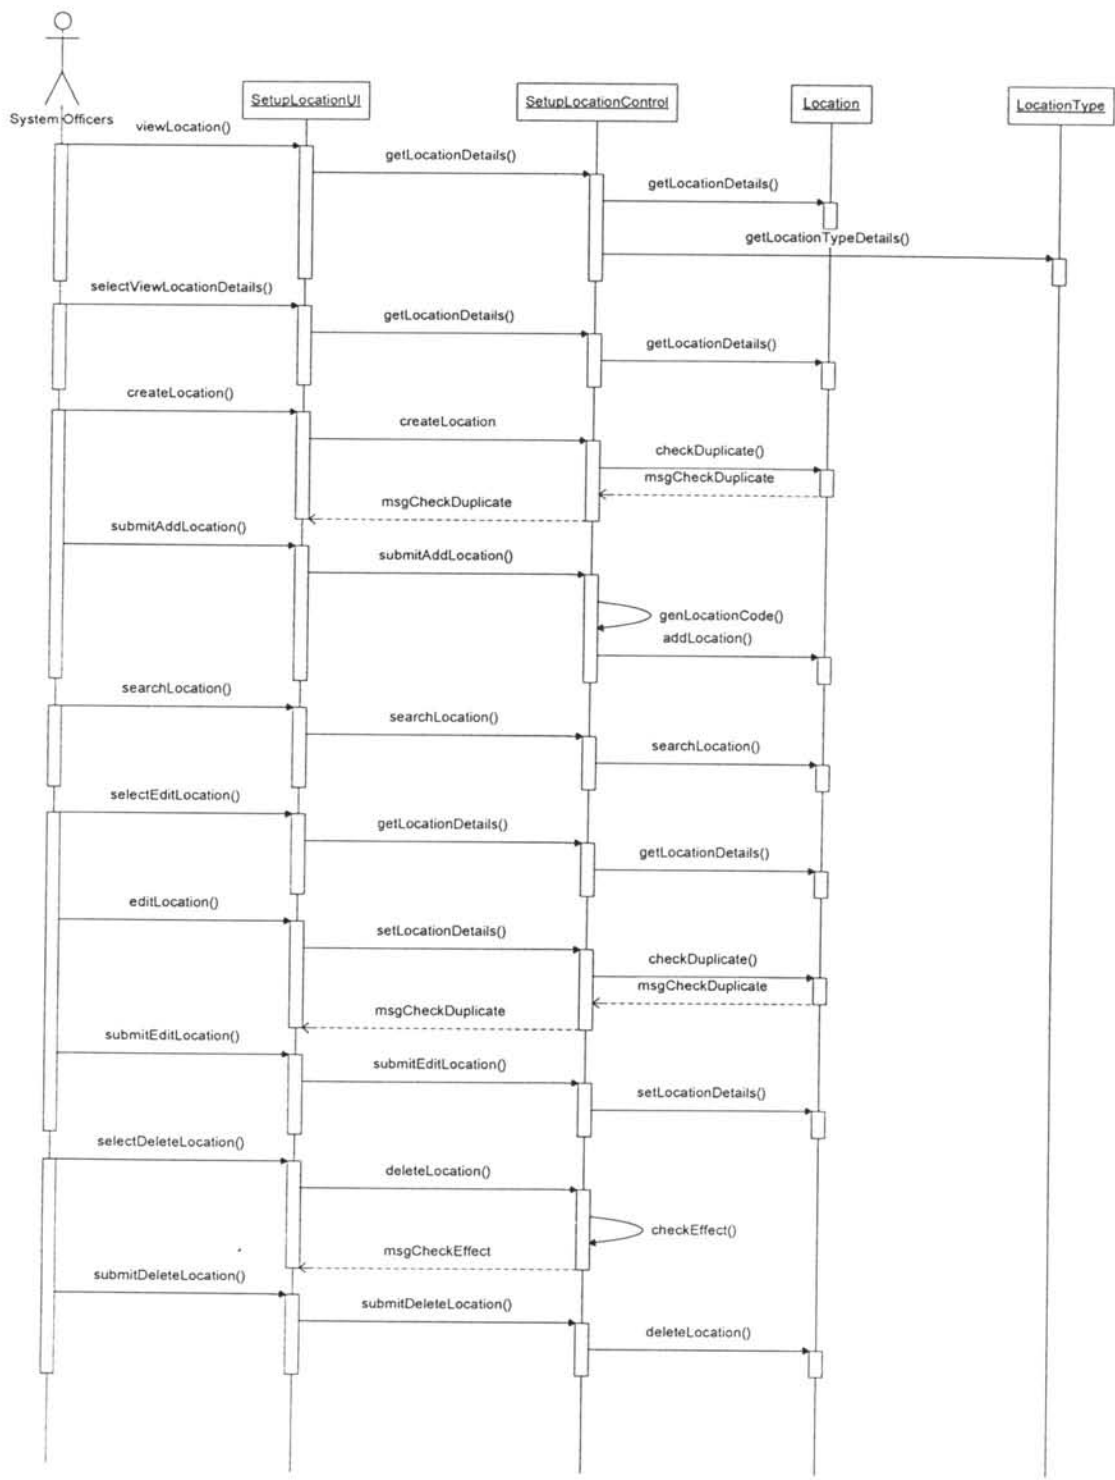 SetupLocationUI
SetupLocationControl
Location
LocationType
System Officers
viewLocation()
getLocationDetails()
getLocationDetails()
getLocationTypeDetails()
selectViewLocationDetails()
getLocationDetails()
getLocationDetails()
createLocation()
createLocation
checkDuplicate()
msgCheckDuplicate
msgCheckDuplicate
submitAddLocation()
submitAddLocation()
genLocationCode()
addLocation()
searchLocation()
searchLocation()
searchLocation()
selectEditLocation()
getLocationDetails()
getLocationDetails()
editLocation()
setLocationDetails()
checkDuplicate()
msgCheckDuplicate
msgCheckDuplicate
submitEditLocation()
submitEditLocation()
setLocationDetails()
selectDeleteLocation()
deleteLocation()
checkEffect()
msgCheckEffect
submitDeleteLocation()
submitDeleteLocation()
deleteLocation()